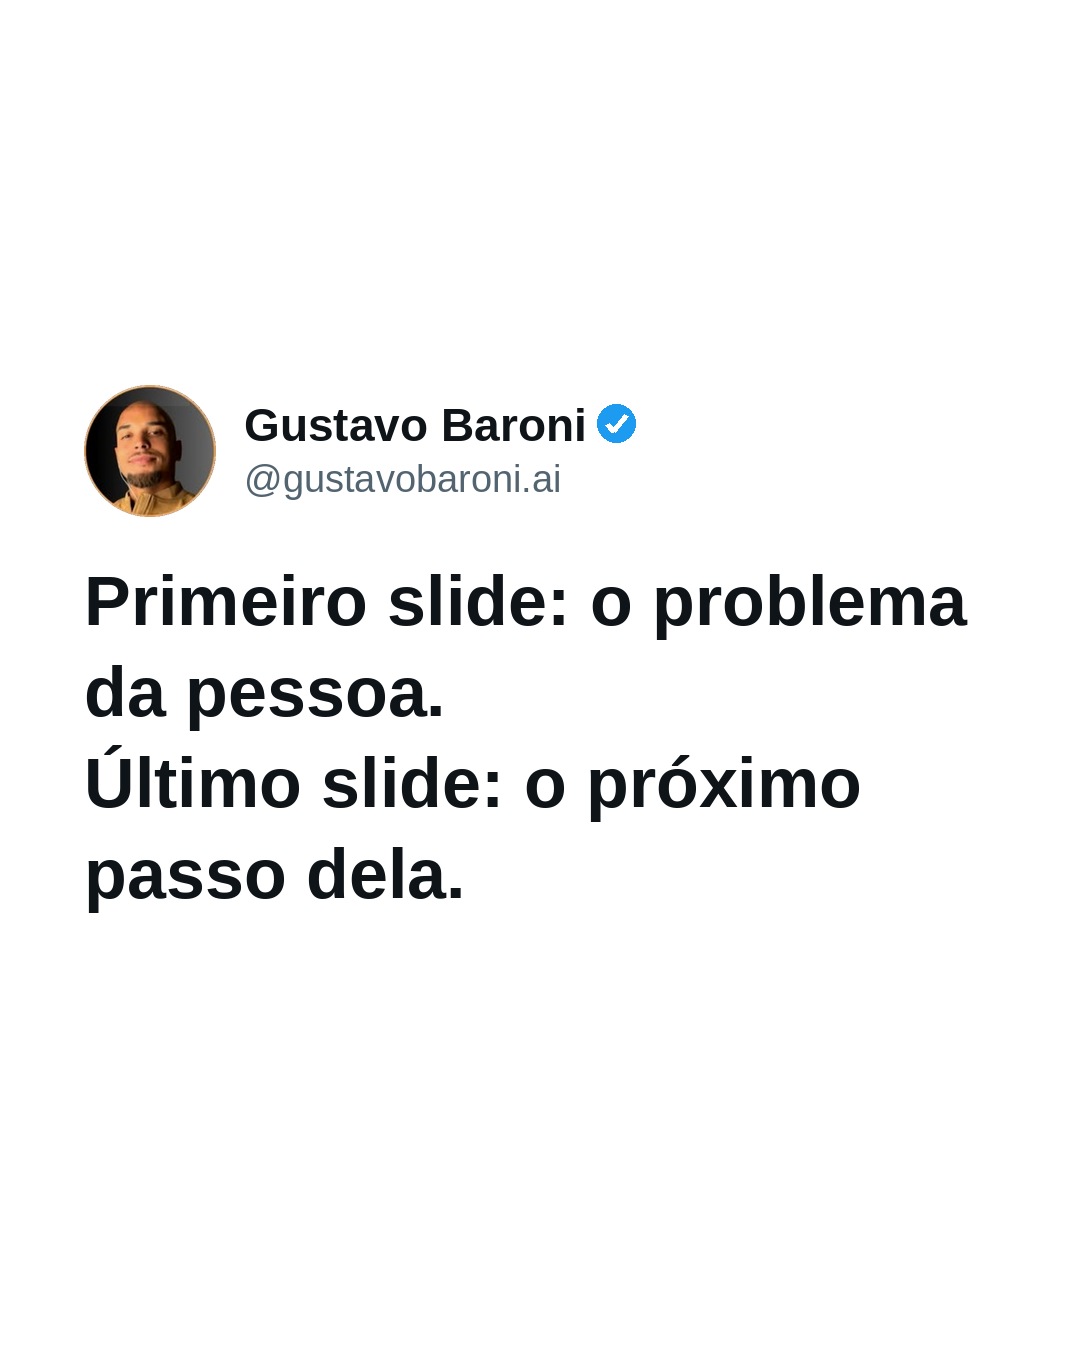 Gustavo Baroni
@gustavobaroni.ai
Primeiro slide: o problema
da pessoa.
Último slide: o próximo
passo dela.